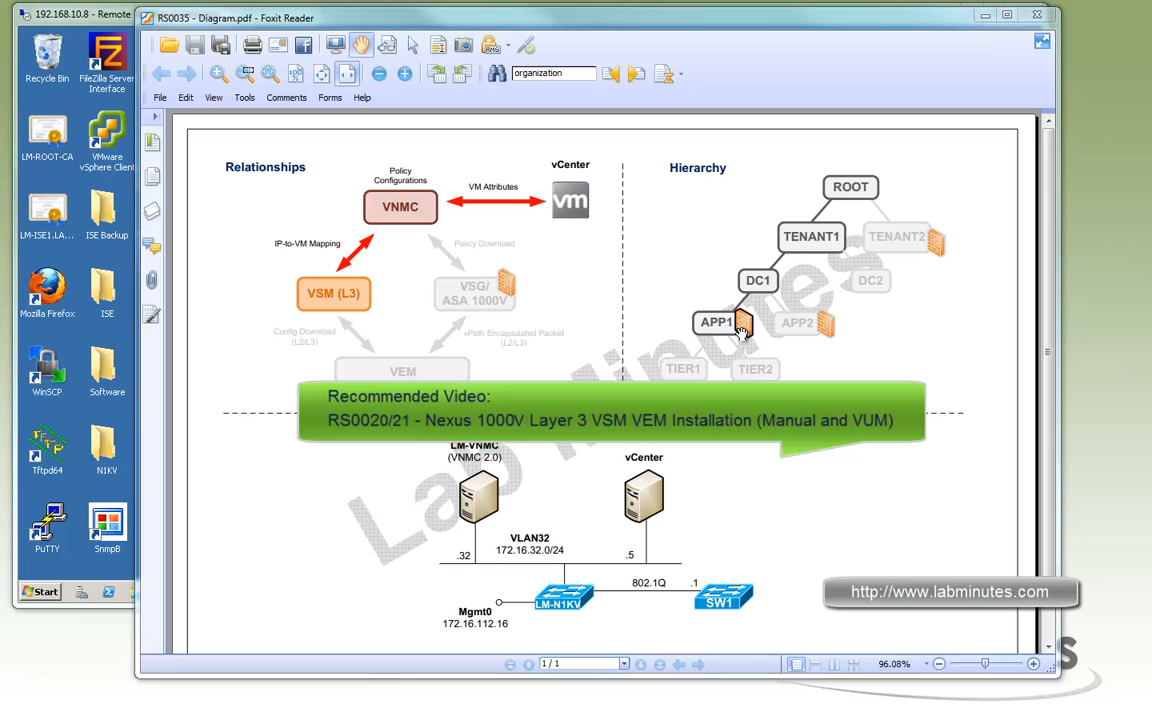 192.168.10.8 - Remote
RS0035 - Diagram.pdf - Foxit Reader
organization
File Edit View Tools Comments Forms Help
Recycle Bin
FileZilla Server Interface
LM-ROOT-CA
VMware vSphere Client
LM-ISE1.LA...
ISE Backup
Mozilla Firefox
ISE
WinSCP
Software
Tftpd64
N1KV
PuTTY
SnmpB
Start
Relationships
Policy
Configurations
VNMC
VM Attributes
vCenter
vm
IP-to-VM Mapping
Policy Download
VSM (L3)
VSG/
ASA 1000V
Config Download
(L2/L3)
vPath Encapsulated Packet
(L2/L3)
VEM
Hierarchy
ROOT
TENANT1
TENANT2
DC1
DC2
APP1
APP2
TIER1
TIER2
Lab Minutes
Recommended Video:
RS0020/21 - Nexus 1000V Layer 3 VSM VEM Installation (Manual and VUM)
LM-VNMC
(VNMC 2.0)
vCenter
VLAN32
172.16.32.0/24
.32
.5
802.1Q
.1
LM-N1KV
SW1
Mgmt0
172.16.112.16
http://www.labminutes.com
1 / 1
96.08%